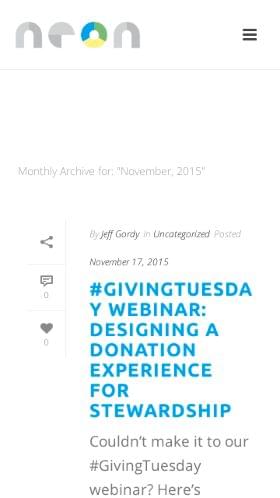 neon
Monthly Archive for: "November, 2015"
By Jeff Gordy In Uncategorized Posted
November 17, 2015
#GIVINGTUESDA
Y WEBINAR:
DESIGNING A
DONATION
EXPERIENCE
FOR
STEWARDSHIP
0
0
Couldn't make it to our
#GivingTuesday
webinar? Here's